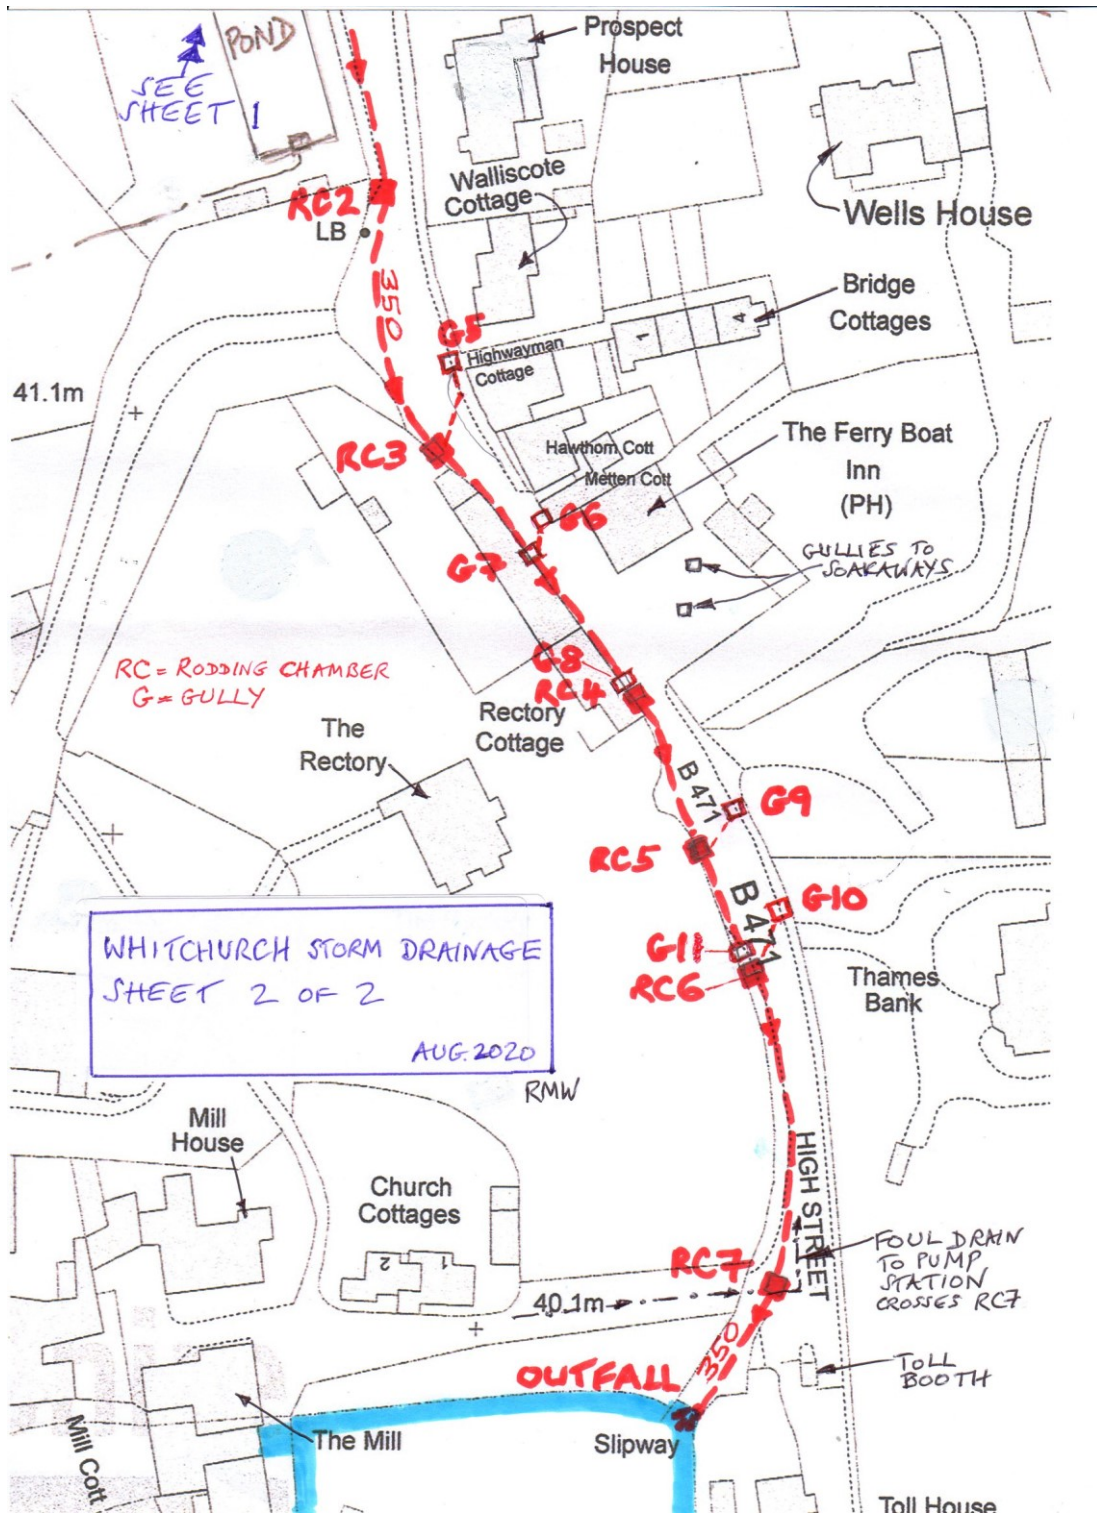 SEE
SHEET 1
POND
Prospect
House
RC2
LB
Walliscote
Cottage
Wells House
350
G5
Highwayman
Cottage
Bridge
Cottages
1
4
41.1m
RC3
Hawthorn Cott
Metten Cott
The Ferry Boat
Inn
(PH)
G6
G7
GULLIES TO
SOAKAWAYS
RC = RODDING CHAMBER
G = GULLY
G8
RC4
Rectory
Cottage
The
Rectory
B 471
G9
RC5
B 471
G10
G11
RC6
Thames
Bank
WHITCHURCH STORM DRAINAGE
SHEET 2 OF 2
AUG. 2020
RMW
Mill
House
Church
Cottages
2
1
HIGH STREET
RC7
FOUL DRAIN
TO PUMP
STATION
CROSSES RC7
40.1m
350
OUTFALL
TOLL
BOOTH
The Mill
Slipway
Mill Cott
Toll House